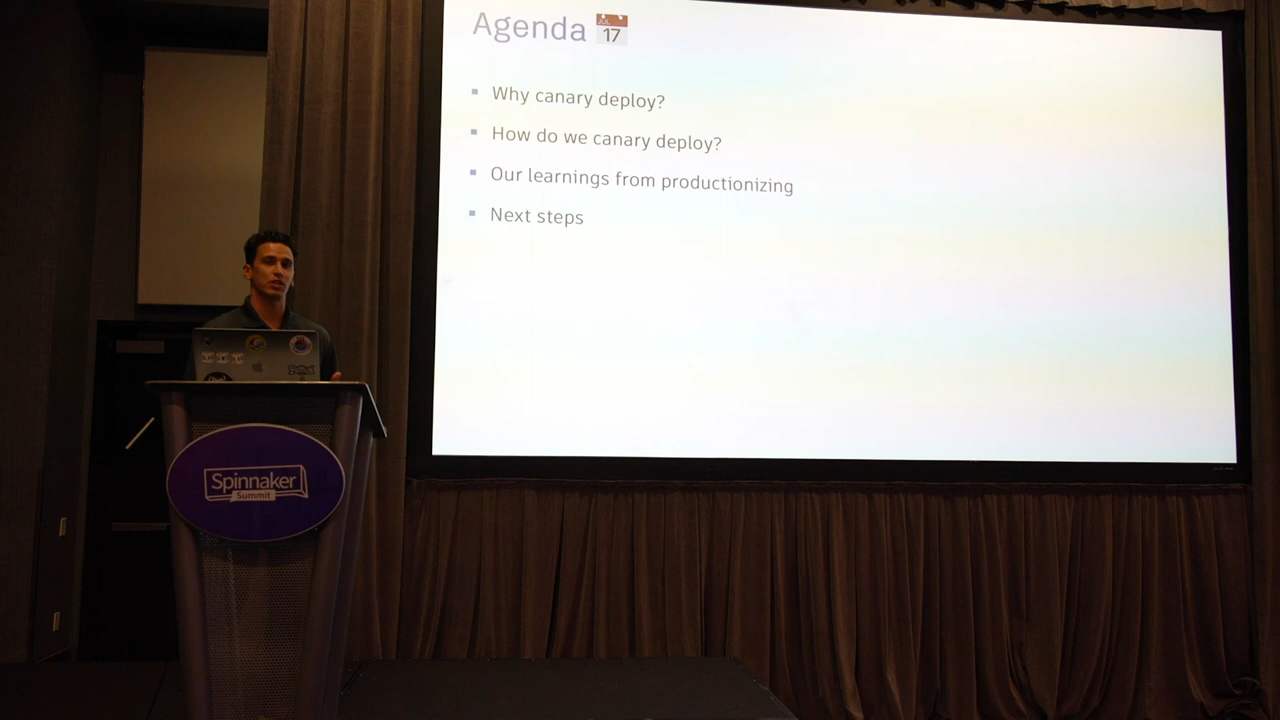 Agenda
JUL
17
Why canary deploy?
How do we canary deploy?
Our learnings from productionizing
Next steps
Spinnaker
Summit